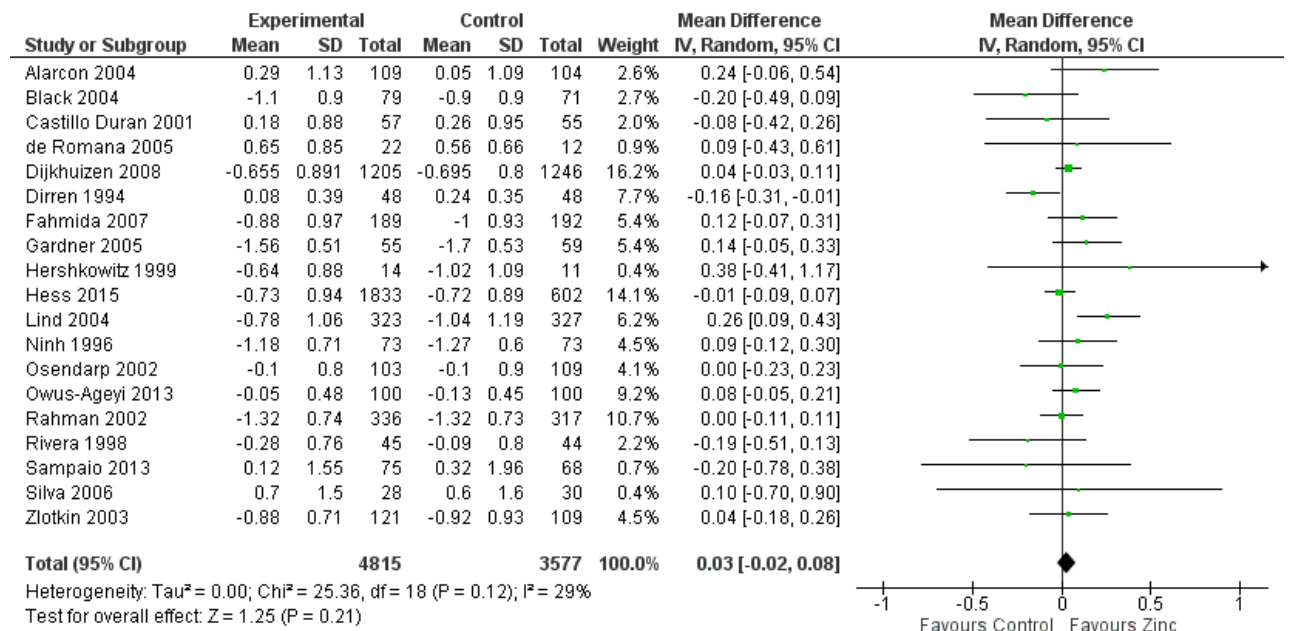 Experimental Control Mean Difference Mean Difference
Study or Subgroup Mean SD Total Mean SD Total Weight IV, Random, 95% CI IV, Random, 95% CI
Alarcon 2004 0.29 1.13 109 0.05 1.09 104 2.6% 0.24 [-0.06, 0.54]
Black 2004 -1.1 0.9 79 -0.9 0.9 71 2.7% -0.20 [-0.49, 0.09]
Castillo Duran 2001 0.18 0.88 57 0.26 0.95 55 2.0% -0.08 [-0.42, 0.26]
de Romana 2005 0.65 0.85 22 0.56 0.66 12 0.9% 0.09 [-0.43, 0.61]
Dijkhuizen 2008 -0.655 0.891 1205 -0.695 0.8 1246 16.2% 0.04 [-0.03, 0.11]
Dirren 1994 0.08 0.39 48 0.24 0.35 48 7.7% -0.16 [-0.31, -0.01]
Fahmida 2007 -0.88 0.97 189 -1 0.93 192 5.4% 0.12 [-0.07, 0.31]
Gardner 2005 -1.56 0.51 55 -1.7 0.53 59 5.4% 0.14 [-0.05, 0.33]
Hershkowitz 1999 -0.64 0.88 14 -1.02 1.09 11 0.4% 0.38 [-0.41, 1.17]
Hess 2015 -0.73 0.94 1833 -0.72 0.89 602 14.1% -0.01 [-0.09, 0.07]
Lind 2004 -0.78 1.06 323 -1.04 1.19 327 6.2% 0.26 [0.09, 0.43]
Ninh 1996 -1.18 0.71 73 -1.27 0.6 73 4.5% 0.09 [-0.12, 0.30]
Osendarp 2002 -0.1 0.8 103 -0.1 0.9 109 4.1% 0.00 [-0.23, 0.23]
Owus-Ageyi 2013 -0.05 0.48 100 -0.13 0.45 100 9.2% 0.08 [-0.05, 0.21]
Rahman 2002 -1.32 0.74 336 -1.32 0.73 317 10.7% 0.00 [-0.11, 0.11]
Rivera 1998 -0.28 0.76 45 -0.09 0.8 44 2.2% -0.19 [-0.51, 0.13]
Sampaio 2013 0.12 1.55 75 0.32 1.96 68 0.7% -0.20 [-0.78, 0.38]
Silva 2006 0.7 1.5 28 0.6 1.6 30 0.4% 0.10 [-0.70, 0.90]
Zlotkin 2003 -0.88 0.71 121 -0.92 0.93 109 4.5% 0.04 [-0.18, 0.26]
Total (95% CI) 4815 3577 100.0% 0.03 [-0.02, 0.08]
Heterogeneity: Tau² = 0.00; Chi² = 25.36, df = 18 (P = 0.12); I² = 29%
Test for overall effect: Z = 1.25 (P = 0.21)
-1 -0.5 0 0.5 1
Favours Control Favours Zinc